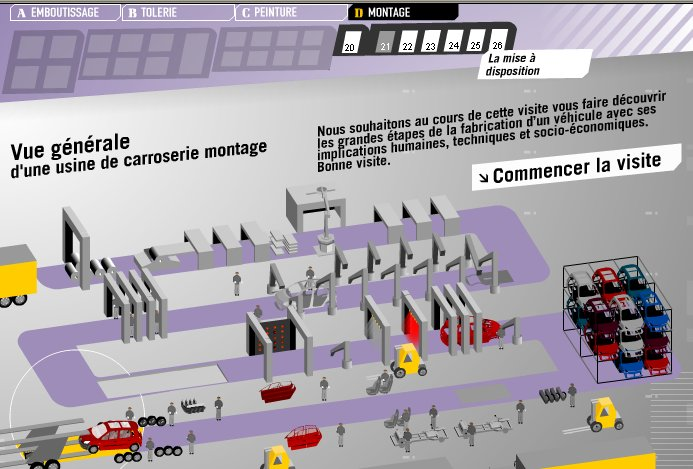 A EMBOUTISSAGE B TOLERIE C PEINTURE D MONTAGE
20 21 22 23 24 25 26
La mise à
disposition
Vue générale
d'une usine de carroserie montage
Nous souhaitons au cours de cette visite vous faire découvrir
les grandes étapes de la fabrication d'un véhicule avec ses
implications humaines, techniques et socio-économiques.
Bonne visite.
Commencer la visite